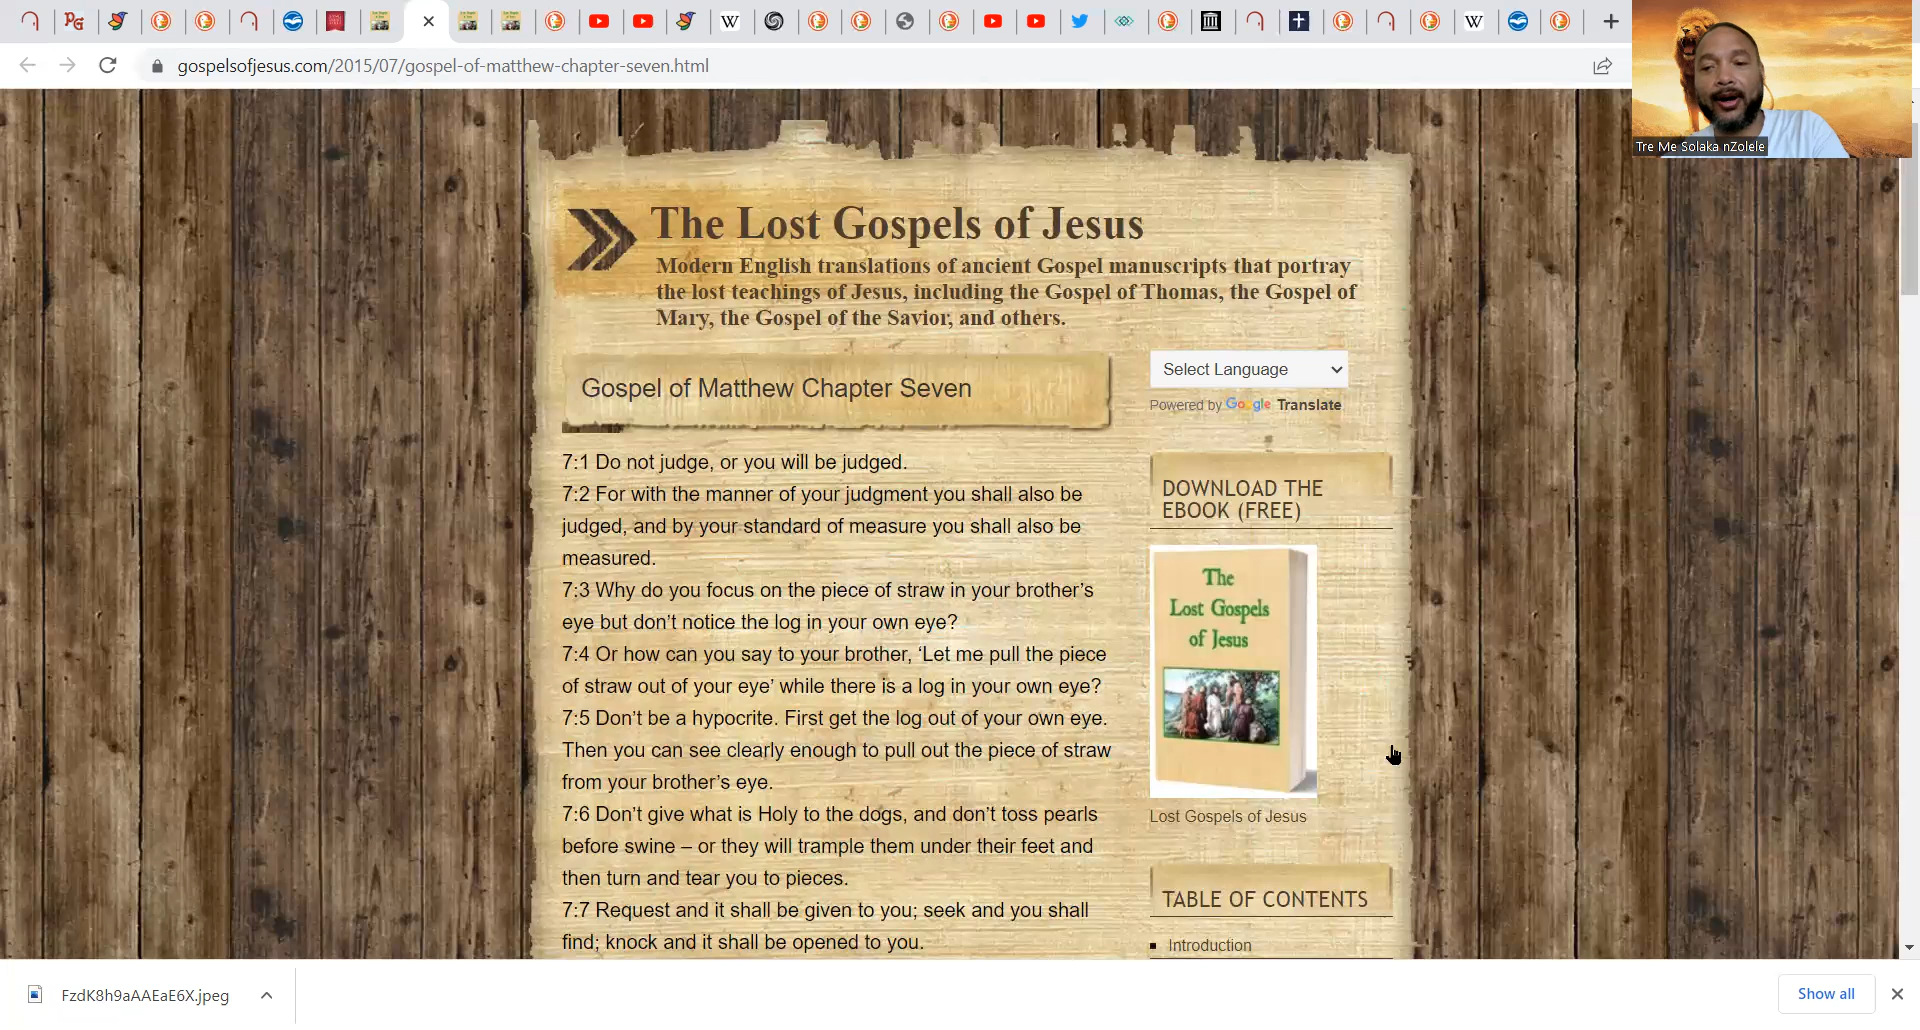 gospelsofjesus.com/2015/07/gospel-of-matthew-chapter-seven.html
Tre Me Solaka nZolele
The Lost Gospels of Jesus
Modern English translations of ancient Gospel manuscripts that portray
the lost teachings of Jesus, including the Gospel of Thomas, the Gospel of
Mary, the Gospel of the Savior, and others.
Gospel of Matthew Chapter Seven
7:1 Do not judge, or you will be judged.
7:2 For with the manner of your judgment you shall also be
judged, and by your standard of measure you shall also be
measured.
7:3 Why do you focus on the piece of straw in your brother’s
eye but don’t notice the log in your own eye?
7:4 Or how can you say to your brother, ‘Let me pull the piece
of straw out of your eye’ while there is a log in your own eye?
7:5 Don’t be a hypocrite. First get the log out of your own eye.
Then you can see clearly enough to pull out the piece of straw
from your brother’s eye.
7:6 Don’t give what is Holy to the dogs, and don’t toss pearls
before swine – or they will trample them under their feet and
then turn and tear you to pieces.
7:7 Request and it shall be given to you; seek and you shall
find; knock and it shall be opened to you.
Select Language
Powered by Google Translate
DOWNLOAD THE
EBOOK (FREE)
The
Lost Gospels
of Jesus
Lost Gospels of Jesus
TABLE OF CONTENTS
Introduction
FzdK8h9aAAEaE6X.jpeg
Show all